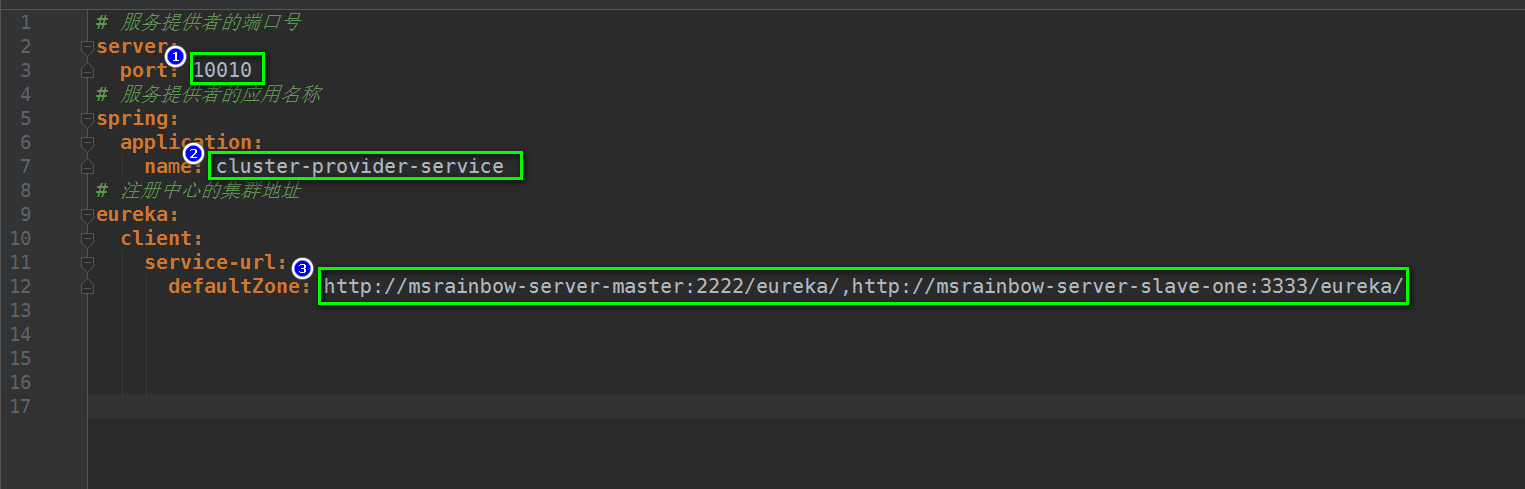 1 # 服务提供者的端口号
2 server:
① 
3 port: 10010
4 # 服务提供者的应用名称
5 spring:
6 application:
②
7 name: cluster-provider-service
8 # 注册中心的集群地址
9 eureka:
10 client:
11 service-url:
③
12 defaultZone: http://msrainbow-server-master:2222/eureka/,http://msrainbow-server-slave-one:3333/eureka/
13
14
15
16
17